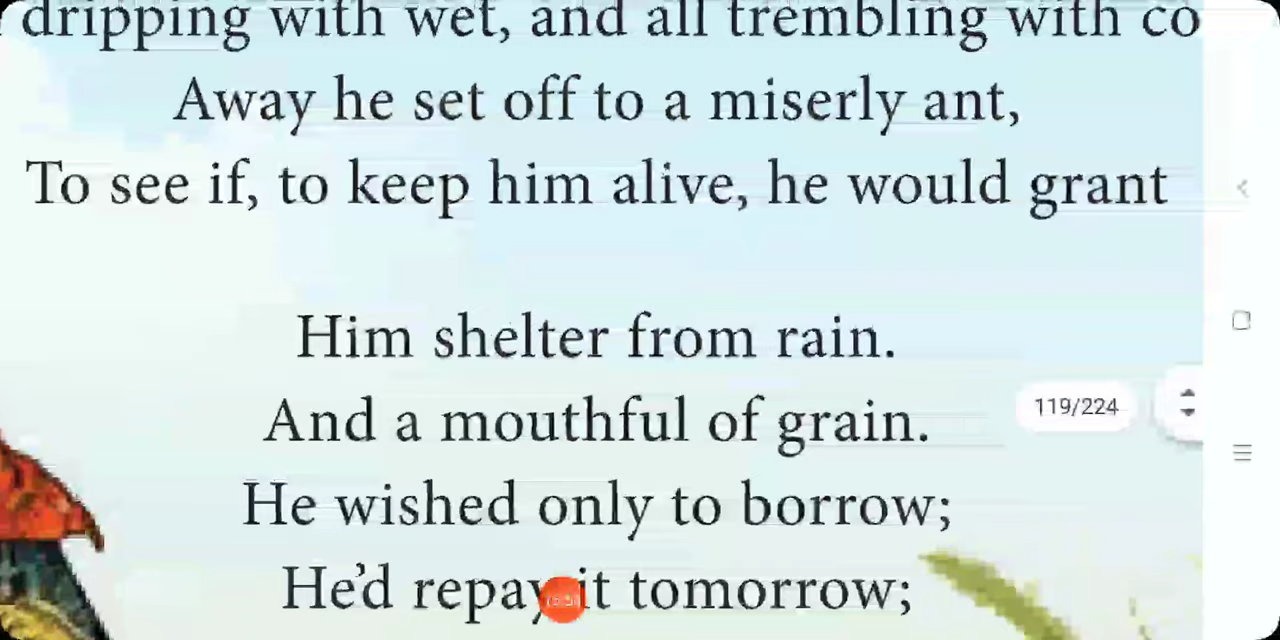 dripping with wet, and all trembling with co
Away he set off to a miserly ant,
To see if, to keep him alive, he would grant
Him shelter from rain.
And a mouthful of grain.
119/224
He wished only to borrow;
He'd repay it tomorrow;